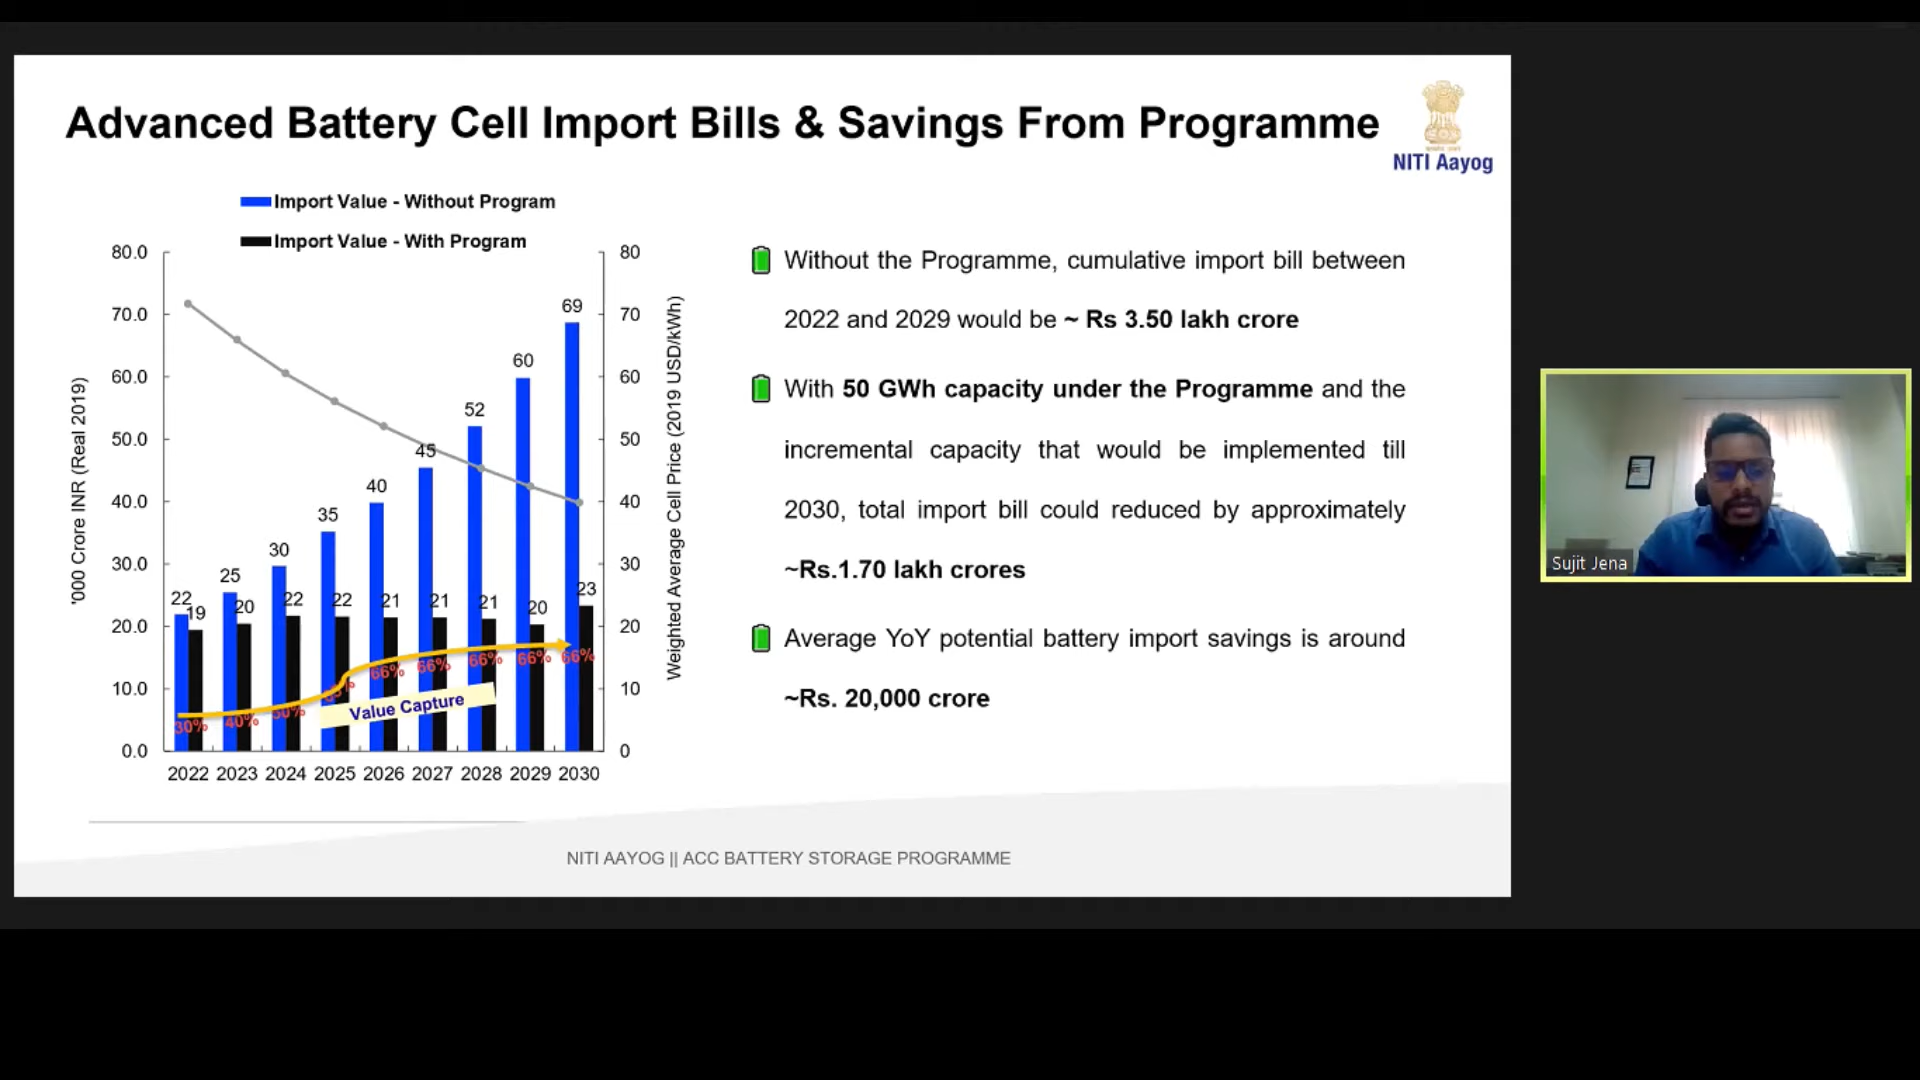 Advanced Battery Cell Import Bills & Savings From Programme
NITI Aayog
Import Value - Without Program
Import Value - With Program
'000 Crore INR (Real 2019)
80.0
70.0
60.0
50.0
40.0
30.0
20.0
10.0
0.0
80
70
60
50
40
30
20
10
0
Weighted Average Cell Price (2019 USD/kWh)
22 25 30 35 40 45 52 60 69
19 20 22 22 21 21 21 20 23
30% 40% 50% 66% 66% 66% 66% 66%
Value Capture
2022 2023 2024 2025 2026 2027 2028 2029 2030
Without the Programme, cumulative import bill between
2022 and 2029 would be ~ Rs 3.50 lakh crore
With 50 GWh capacity under the Programme and the
incremental capacity that would be implemented till
2030, total import bill could reduced by approximately
~Rs.1.70 lakh crores
Average YoY potential battery import savings is around
~Rs. 20,000 crore
NITI AAYOG || ACC BATTERY STORAGE PROGRAMME
Sujit Jena